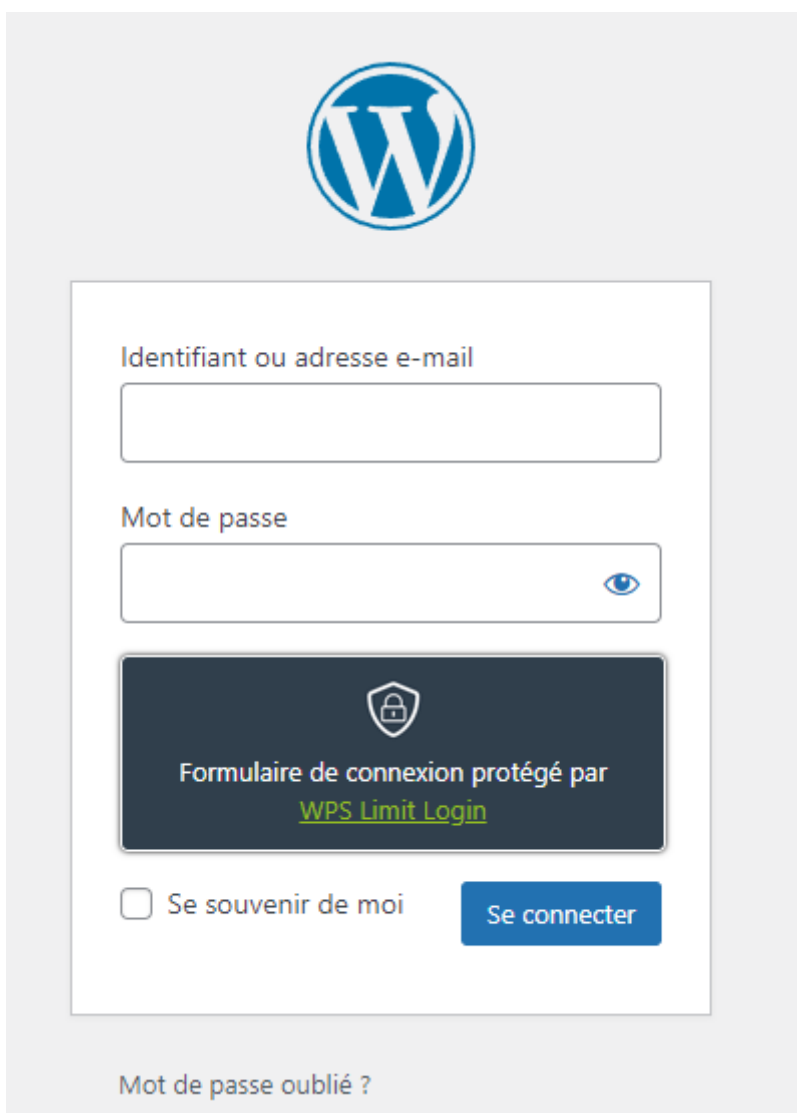 Identifiant ou adresse e-mail
Mot de passe
Formulaire de connexion protégé par
WPS Limit Login
Se souvenir de moi
Se connecter
Mot de passe oublié ?